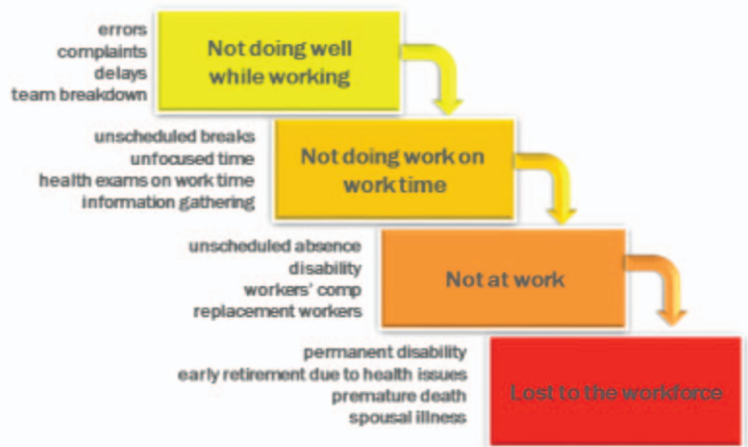 errors
complaints
delays
team breakdown
Not doing well
while working
unscheduled breaks
unfocused time
health exams on work time
information gathering
Not doing work on
work time
unscheduled absence
disability
workers' comp
replacement workers
Not at work
permanent disability
early retirement due to health issues
premature death
spousal illness
Lost to the workforce